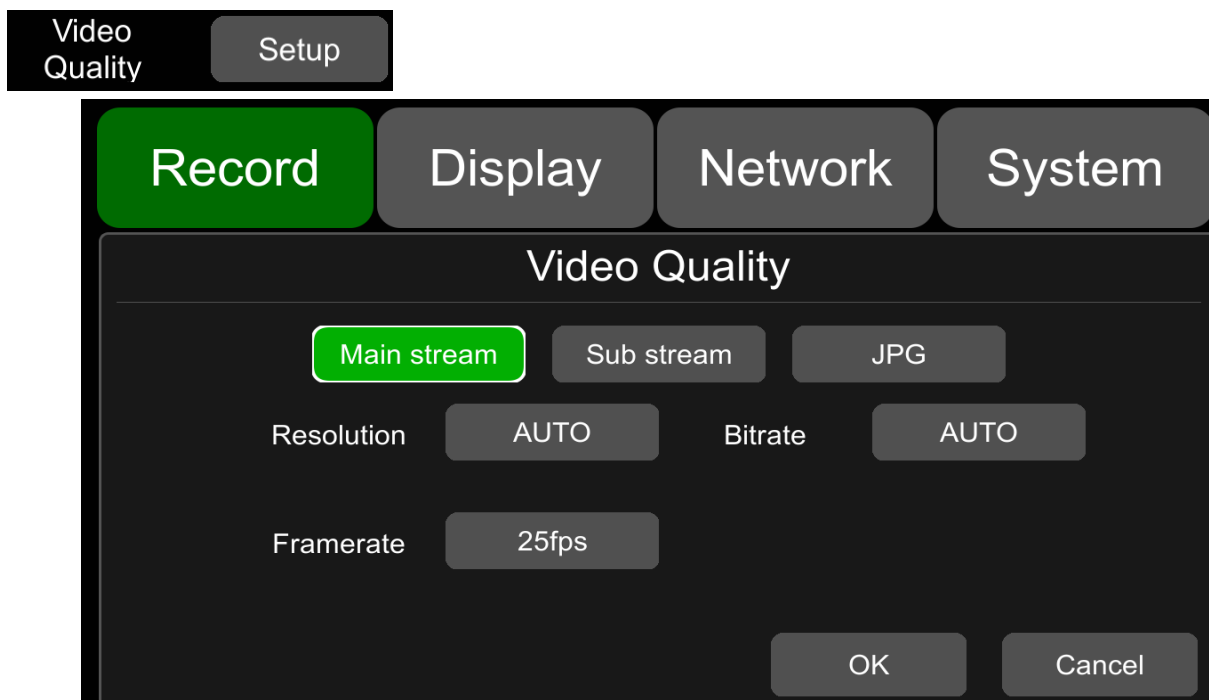 Video
Quality
Setup
Record Display Network System
Video Quality
Main stream Sub stream JPG
Resolution AUTO Bitrate AUTO
Framerate 25fps
OK Cancel